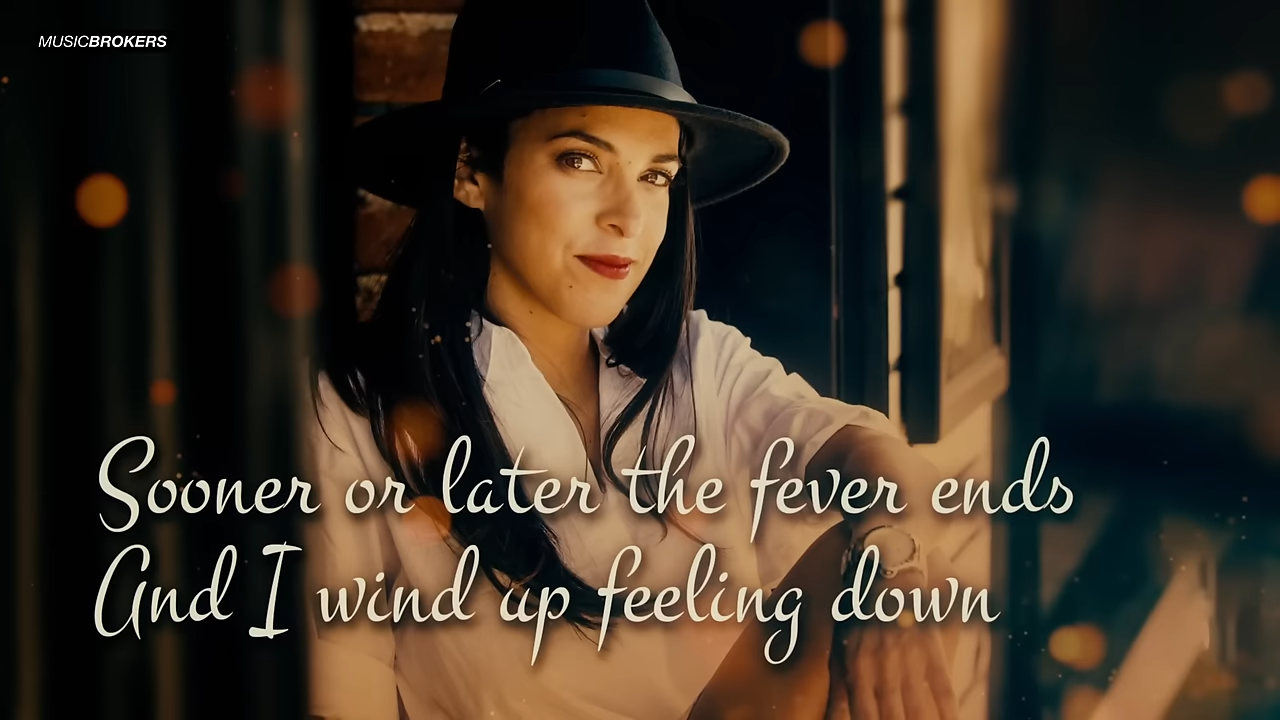 MUSICBROKERS
Sooner or later the fever ends
And I wind up feeling down